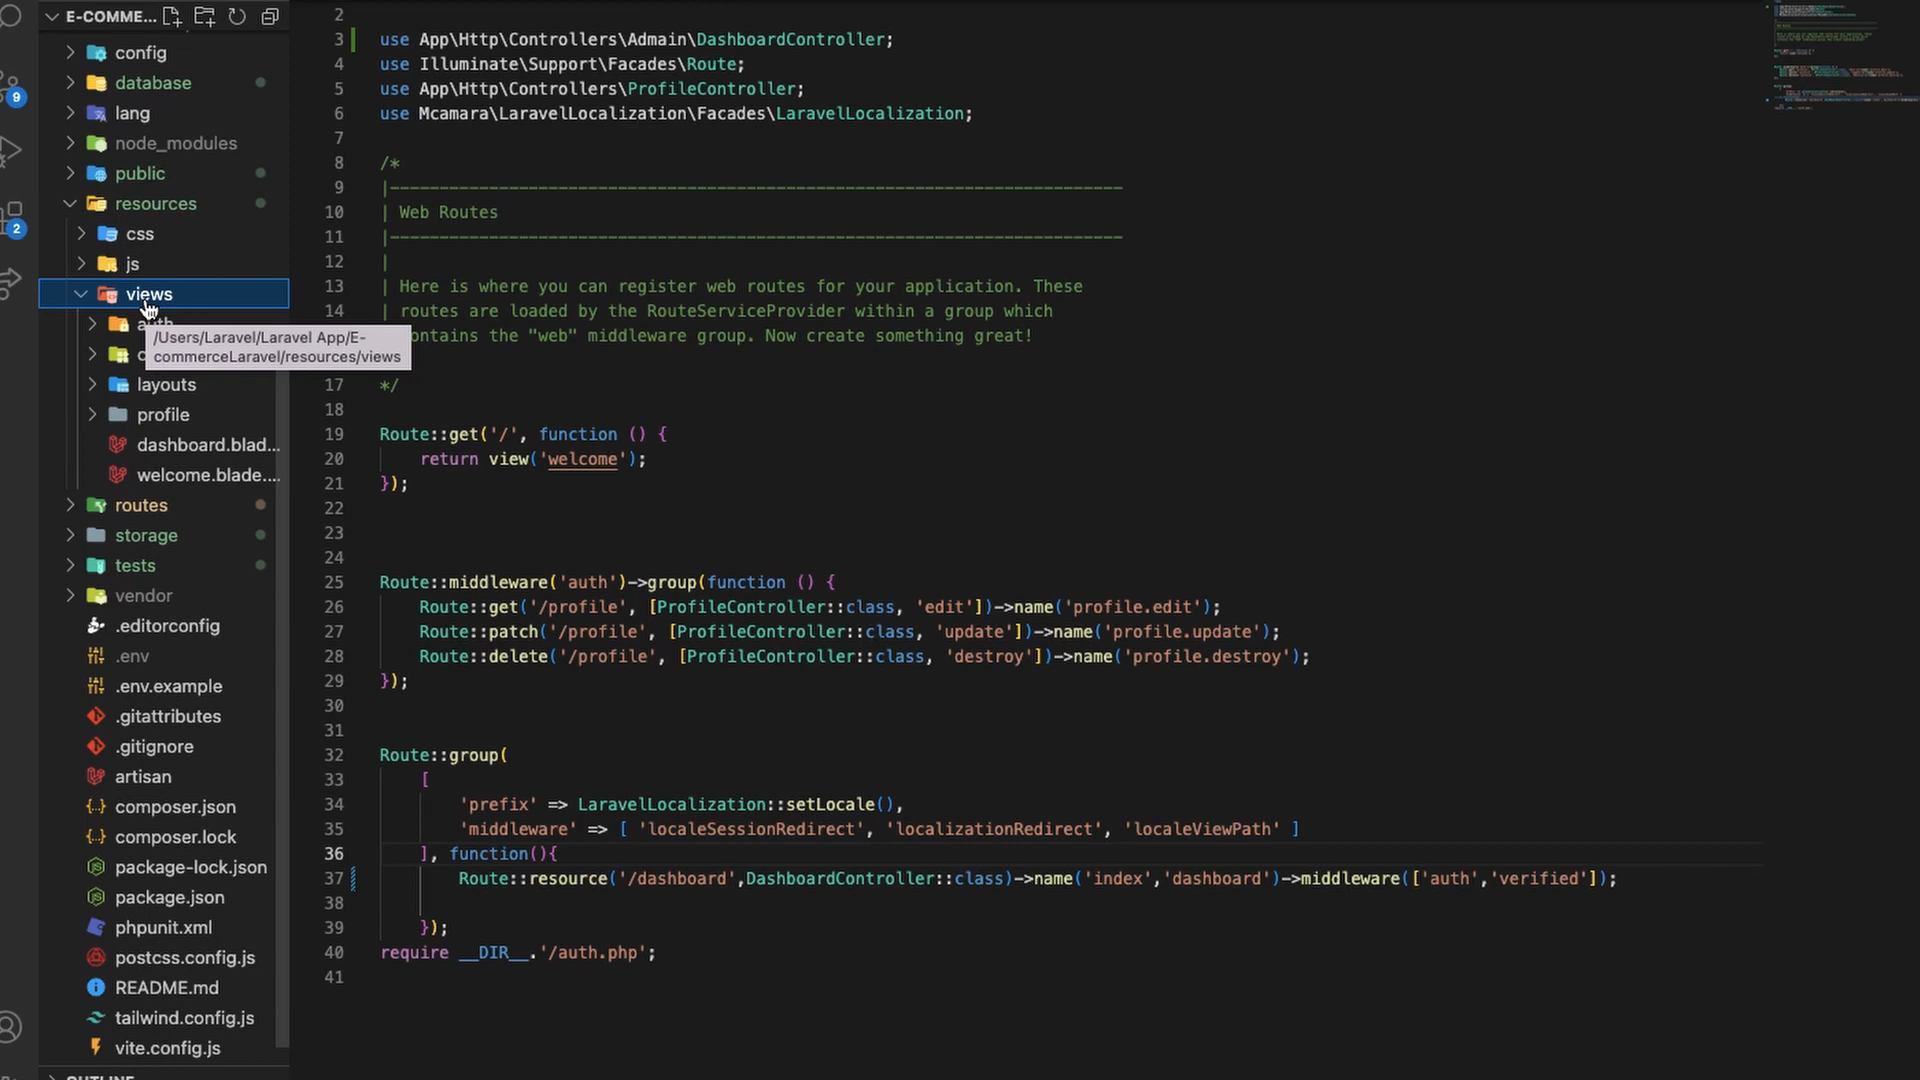 E-COMME...
config
database
lang
node_modules
public
resources
css
js
views
/Users/Laravel/Laravel App/E-
commerceLaravel/resources/views
layouts
profile
dashboard.blad...
welcome.blade....
routes
storage
tests
vendor
.editorconfig
.env
.env.example
.gitattributes
.gitignore
artisan
composer.json
composer.lock
package-lock.json
package.json
phpunit.xml
postcss.config.js
README.md
tailwind.config.js
vite.config.js
OUTLINE
9
2
2
3 use App\Http\Controllers\Admain\DashboardController;
4 use Illuminate\Support\Facades\Route;
5 use App\Http\Controllers\ProfileController;
6 use Mcamara\LaravelLocalization\Facades\LaravelLocalization;
7
8 /*
9 |--------------------------------------------------------------------------
10 | Web Routes
11 |--------------------------------------------------------------------------
12 |
13 | Here is where you can register web routes for your application. These
14 | routes are loaded by the RouteServiceProvider within a group which
ontains the "web" middleware group. Now create something great!
17 */
18
19 Route::get('/', function () {
20 return view('welcome');
21 });
22
23
24
25 Route::middleware('auth')->group(function () {
26 Route::get('/profile', [ProfileController::class, 'edit'])->name('profile.edit');
27 Route::patch('/profile', [ProfileController::class, 'update'])->name('profile.update');
28 Route::delete('/profile', [ProfileController::class, 'destroy'])->name('profile.destroy');
29 });
30
31
32 Route::group(
33 [
34 'prefix' => LaravelLocalization::setLocale(),
35 'middleware' => [ 'localeSessionRedirect', 'localizationRedirect', 'localeViewPath' ]
36 ], function(){
37 Route::resource('/dashboard',DashboardController::class)->name('index','dashboard')->middleware(['auth','verified']);
38
39 });
40 require __DIR__.'/auth.php';
41